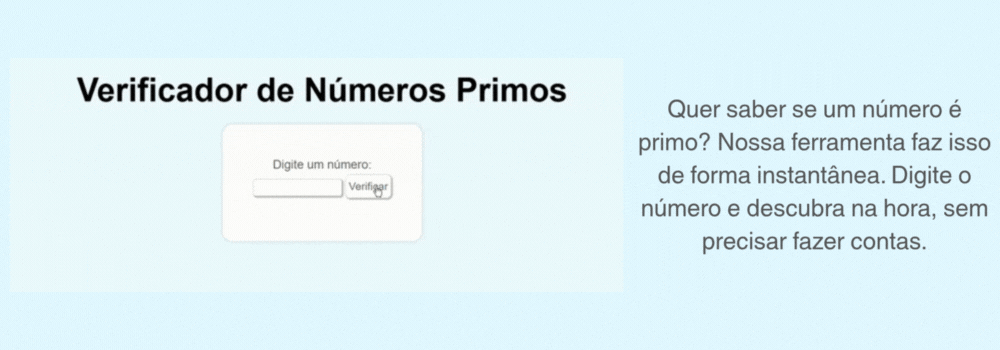 Verificador de Números Primos
Digite um número:
Verificar
Quer saber se um número é
primo? Nossa ferramenta faz isso
de forma instantânea. Digite o
número e descubra na hora, sem
precisar fazer contas.